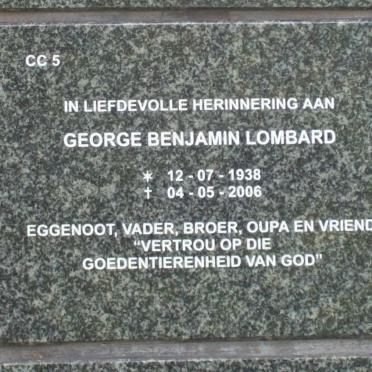 CC 5
IN LIEFDEVOLLE HERINNERING AAN
GEORGE BENJAMIN LOMBARD
* 12 - 07 - 1938
† 04 - 05 - 2006
EGGENOOT, VADER, BROER, OUPA EN VRIEND
“VERTROU OP DIE
GOEDENTIERENHEID VAN GOD”